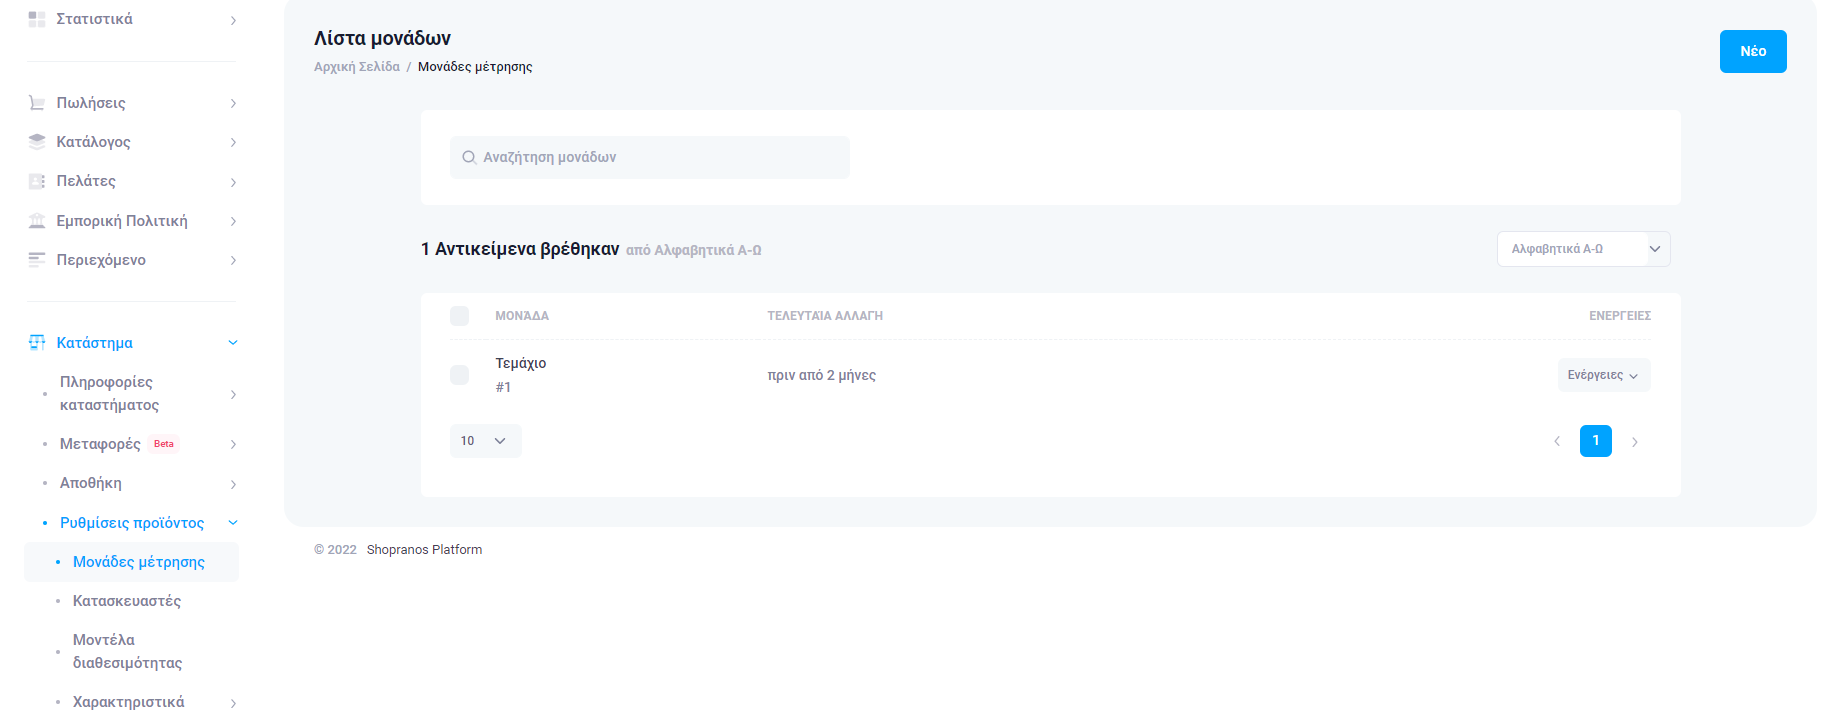 Στατιστικά
Πωλήσεις
Κατάλογος
Πελάτες
Εμπορική Πολιτική
Περιεχόμενο
Κατάστημα
Πληροφορίες
καταστήματος
Μεταφορές Beta
Αποθήκη
Ρυθμίσεις προϊόντος
Μονάδες μέτρησης
Κατασκευαστές
Μοντέλα
διαθεσιμότητας
Χαρακτηριστικά
Λίστα μονάδων
Αρχική Σελίδα / Μονάδες μέτρησης
Νέο
Αναζήτηση μονάδων
1 Αντικείμενα βρέθηκαν από Αλφαβητικά Α-Ω
Αλφαβητικά Α-Ω
ΜΟΝΆΔΑ ΤΕΛΕΥΤΑΊΑ ΑΛΛΑΓΗ ΕΝΕΡΓΕΙΕΣ
Τεμάχιο
#1
πριν από 2 μήνες
Ενέργειες
10
1
© 2022 Shopranos Platform